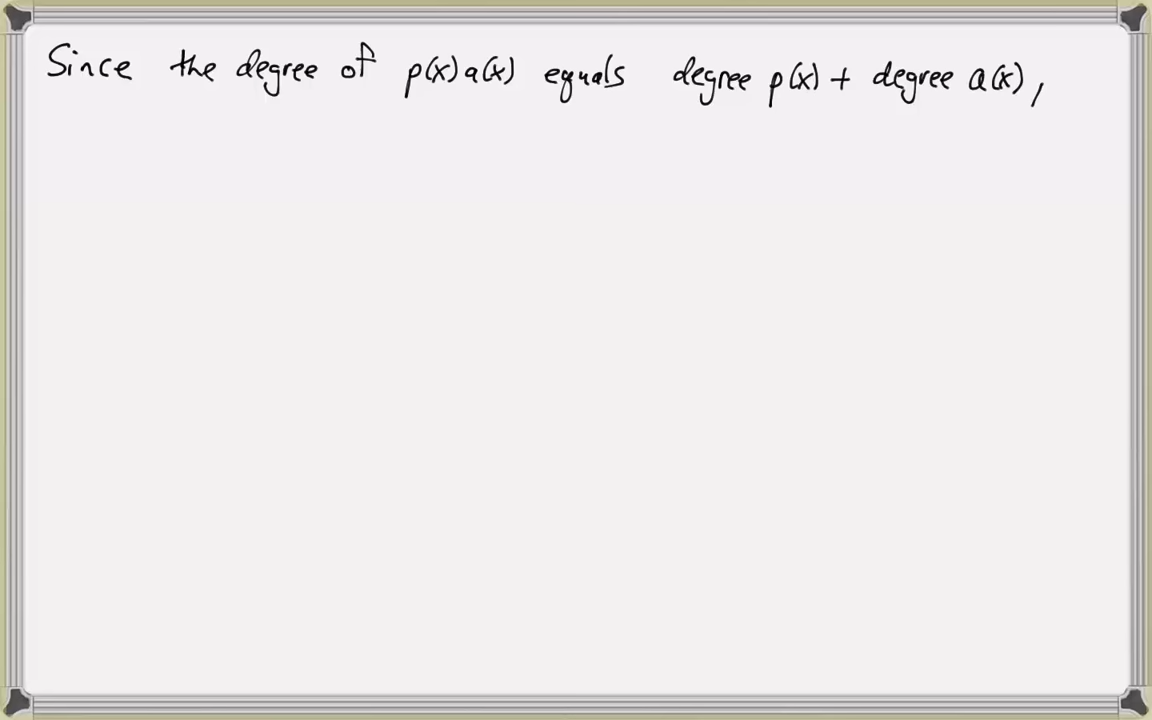 Since the degree of p(x)a(x) equals degree p(x) + degree a(x),